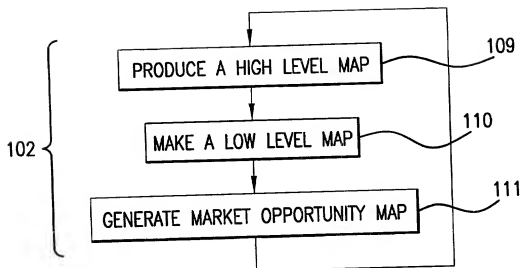 PRODUCE A HIGH LEVEL MAP
109
MAKE A LOW LEVEL MAP
110
102
GENERATE MARKET OPPORTUNITY MAP
111